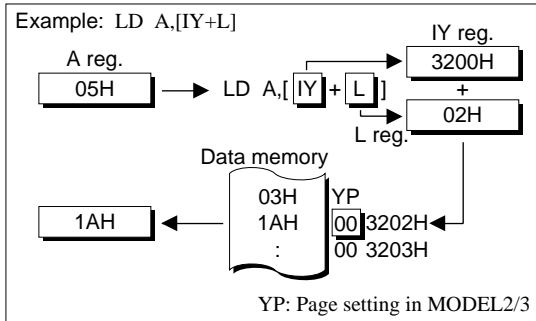 Example: LD A,[IY+L]
IY reg.
A reg.
3200H
05H
LD A,[IY+L]
+
02H
L reg.
Data memory
03H YP
1AH
1AH 00 3202H
: 00 3203H
YP: Page setting in MODEL2/3